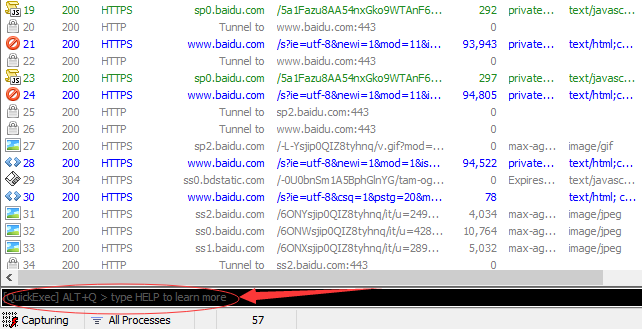 19 200 HTTPS sp0.baidu.com /5a1Fazu8AA54nxGko9WTAnF6... 292 private... text/javasc...
20 200 HTTP Tunnel to www.baidu.com:443 0
21 200 HTTPS www.baidu.com /s?ie=utf-8&newi=1&mod=11&i... 93,943 private... text/html;c...
22 200 HTTP Tunnel to www.baidu.com:443 0
23 200 HTTPS sp0.baidu.com /5a1Fazu8AA54nxGko9WTAnF6... 297 private... text/javasc...
24 200 HTTPS www.baidu.com /s?ie=utf-8&newi=1&mod=11&i... 94,805 private... text/html;c...
25 200 HTTP Tunnel to sp2.baidu.com:443 0
26 200 HTTP Tunnel to www.baidu.com:443 0
27 200 HTTPS sp2.baidu.com /-L-Ysjip0QIZ8tyhnq/v.gif?mod=... 0 max-ag... image/gif
28 200 HTTPS www.baidu.com /s?ie=utf-8&newi=1&mod=1&is... 94,522 private... text/html;c...
29 304 HTTPS ss0.bdstatic.com /-0U0bnSm1A5BphGlnYG/tam-og... 0 Expires... text/javasc...
30 200 HTTPS www.baidu.com /s?ie=utf-8&csq=1&pstg=20&m... 78 text/html;c...
31 200 HTTPS ss2.baidu.com /6ONYsjip0QIZ8tyhnq/it/u=249... 4,034 max-ag... image/jpeg
32 200 HTTPS ss0.baidu.com /6ONWsjip0QIZ8tyhnq/it/u=428... 10,764 max-ag... image/jpeg
33 200 HTTPS ss1.baidu.com /6ONXsjip0QIZ8tyhnq/it/u=289... 5,032 max-ag... image/jpeg
34 200 HTTP Tunnel to ss2.baidu.com:443 0
[QuickExec] ALT+Q > type HELP to learn more
Capturing All Processes 57